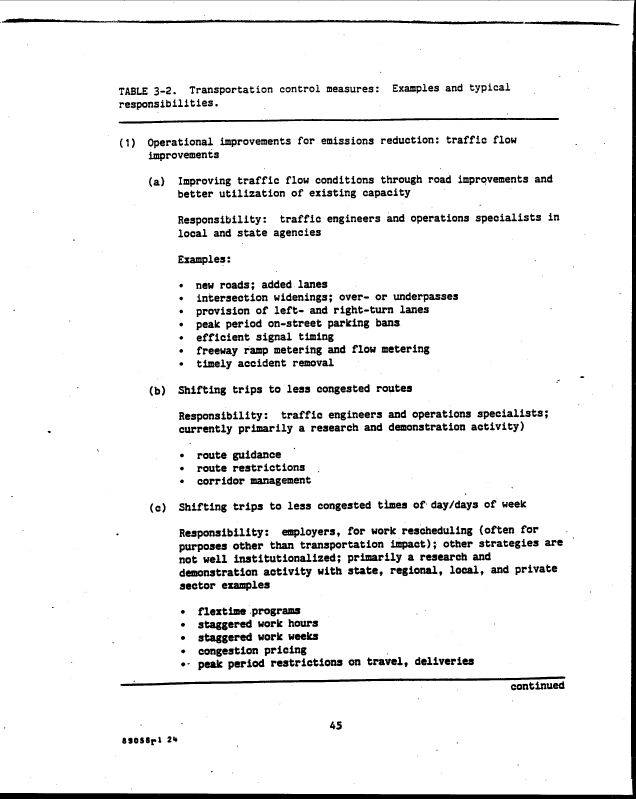 TABLE 3-2. Transportation control measures: Examples and typical
responsibilities.
(1) Operational improvements for emissions reduction: traffic flow
improvements
(a) Improving traffic flow conditions through road improvements and
better utilization of existing capacity
Responsibility: traffic engineers and operations specialists in
local and state agencies
Examples:
• new roads; added lanes
• intersection widenings; over- or underpasses
• provision of left- and right-turn lanes
• peak period on-street parking bans
• efficient signal timing
• freeway ramp metering and flow metering
• timely accident removal
(b) Shifting trips to less congested routes
Responsibility: traffic engineers and operations specialists;
currently primarily a research and demonstration activity)
• route guidance
• route restrictions
• corridor management
(c) Shifting trips to less congested times of day/days of week
Responsibility: employers, for work rescheduling (often for
purposes other than transportation impact); other strategies are
not well institutionalized; primarily a research and
demonstration activity with state, regional, local, and private
sector examples
• flextime programs
• staggered work hours
• staggered work weeks
• congestion pricing
• peak period restrictions on travel, deliveries
continued
45
89058r1 24